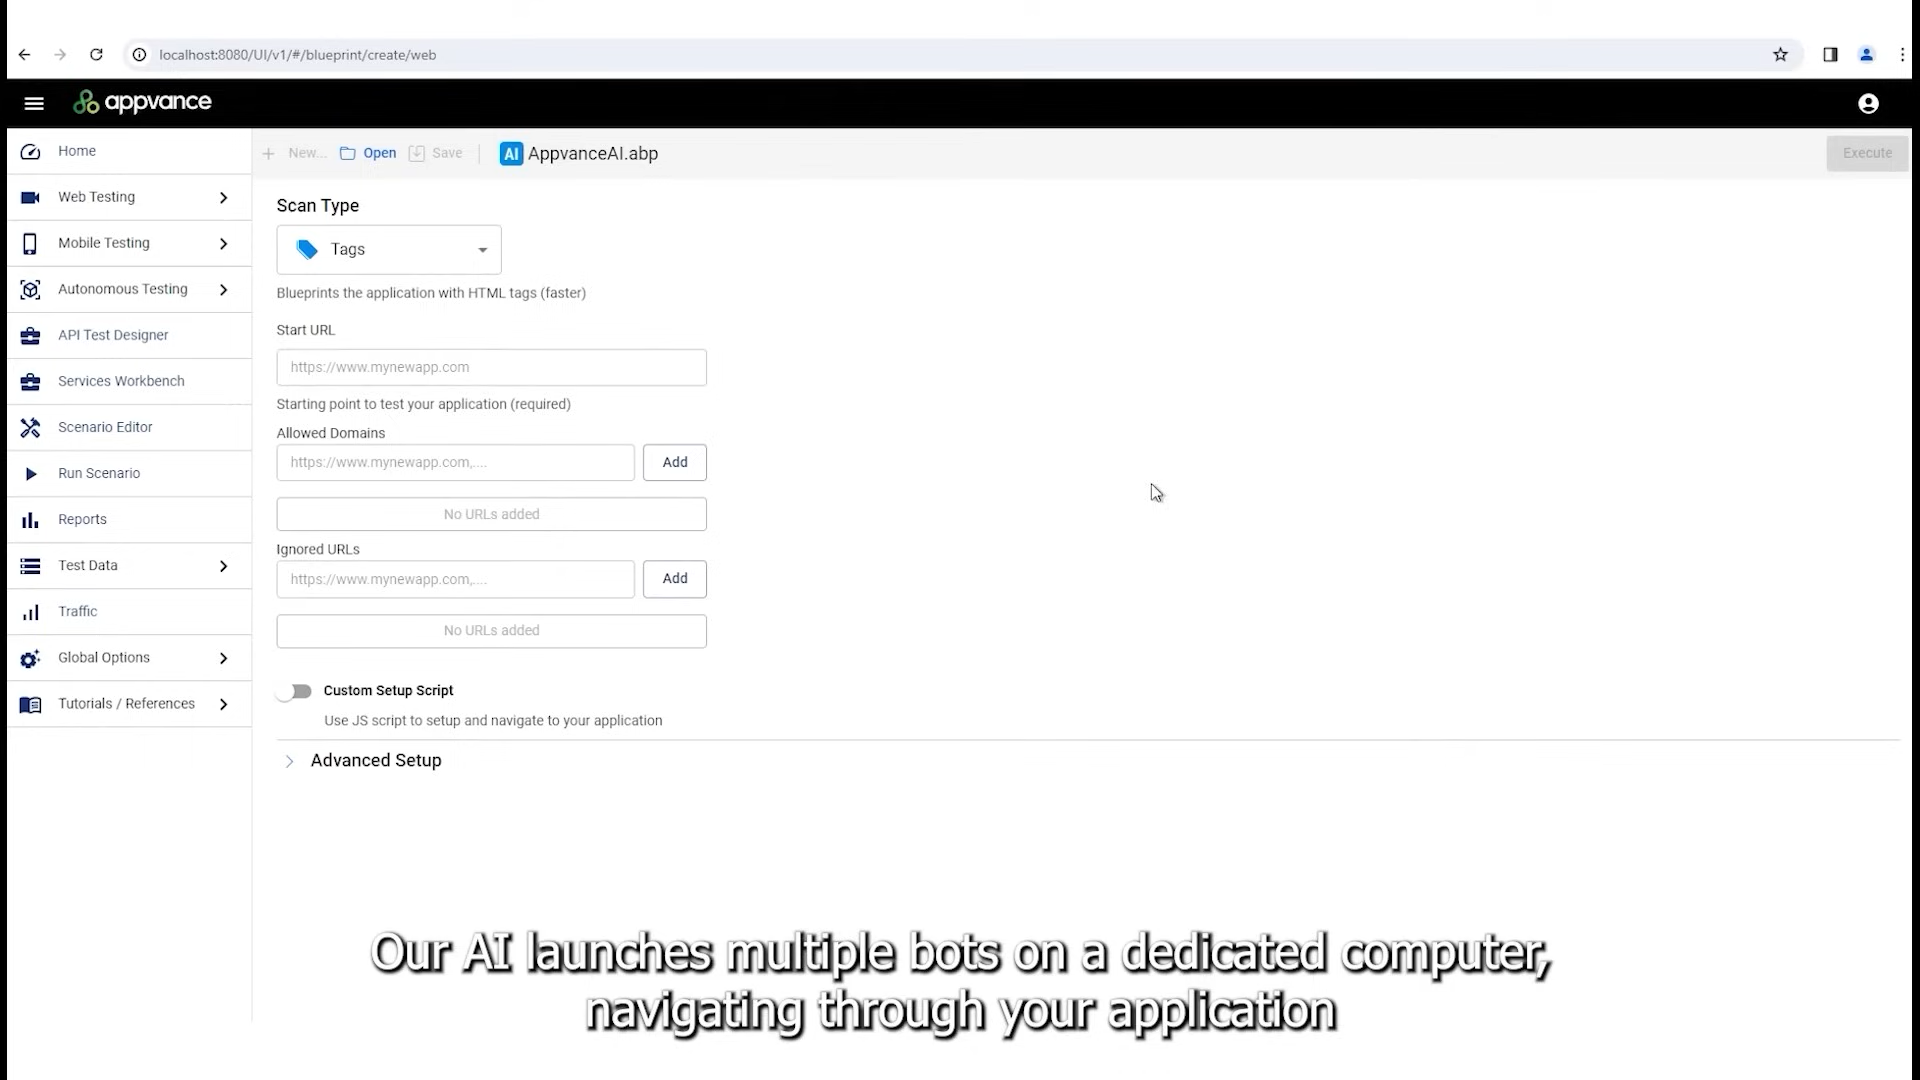 localhost:8080/UI/v1/#/blueprint/create/web
appvance
Home
Web Testing
Mobile Testing
Autonomous Testing
API Test Designer
Services Workbench
Scenario Editor
Run Scenario
Reports
Test Data
Traffic
Global Options
Tutorials / References
New... Open Save AI AppvanceAI.abp Execute
Scan Type
Tags
Blueprints the application with HTML tags (faster)
Start URL
https://www.mynewapp.com
Starting point to test your application (required)
Allowed Domains
https://www.mynewapp.com,.... Add
No URLs added
Ignored URLs
https://www.mynewapp.com,.... Add
No URLs added
Custom Setup Script
Use JS script to setup and navigate to your application
Advanced Setup
Our AI launches multiple bots on a dedicated computer,
navigating through your application